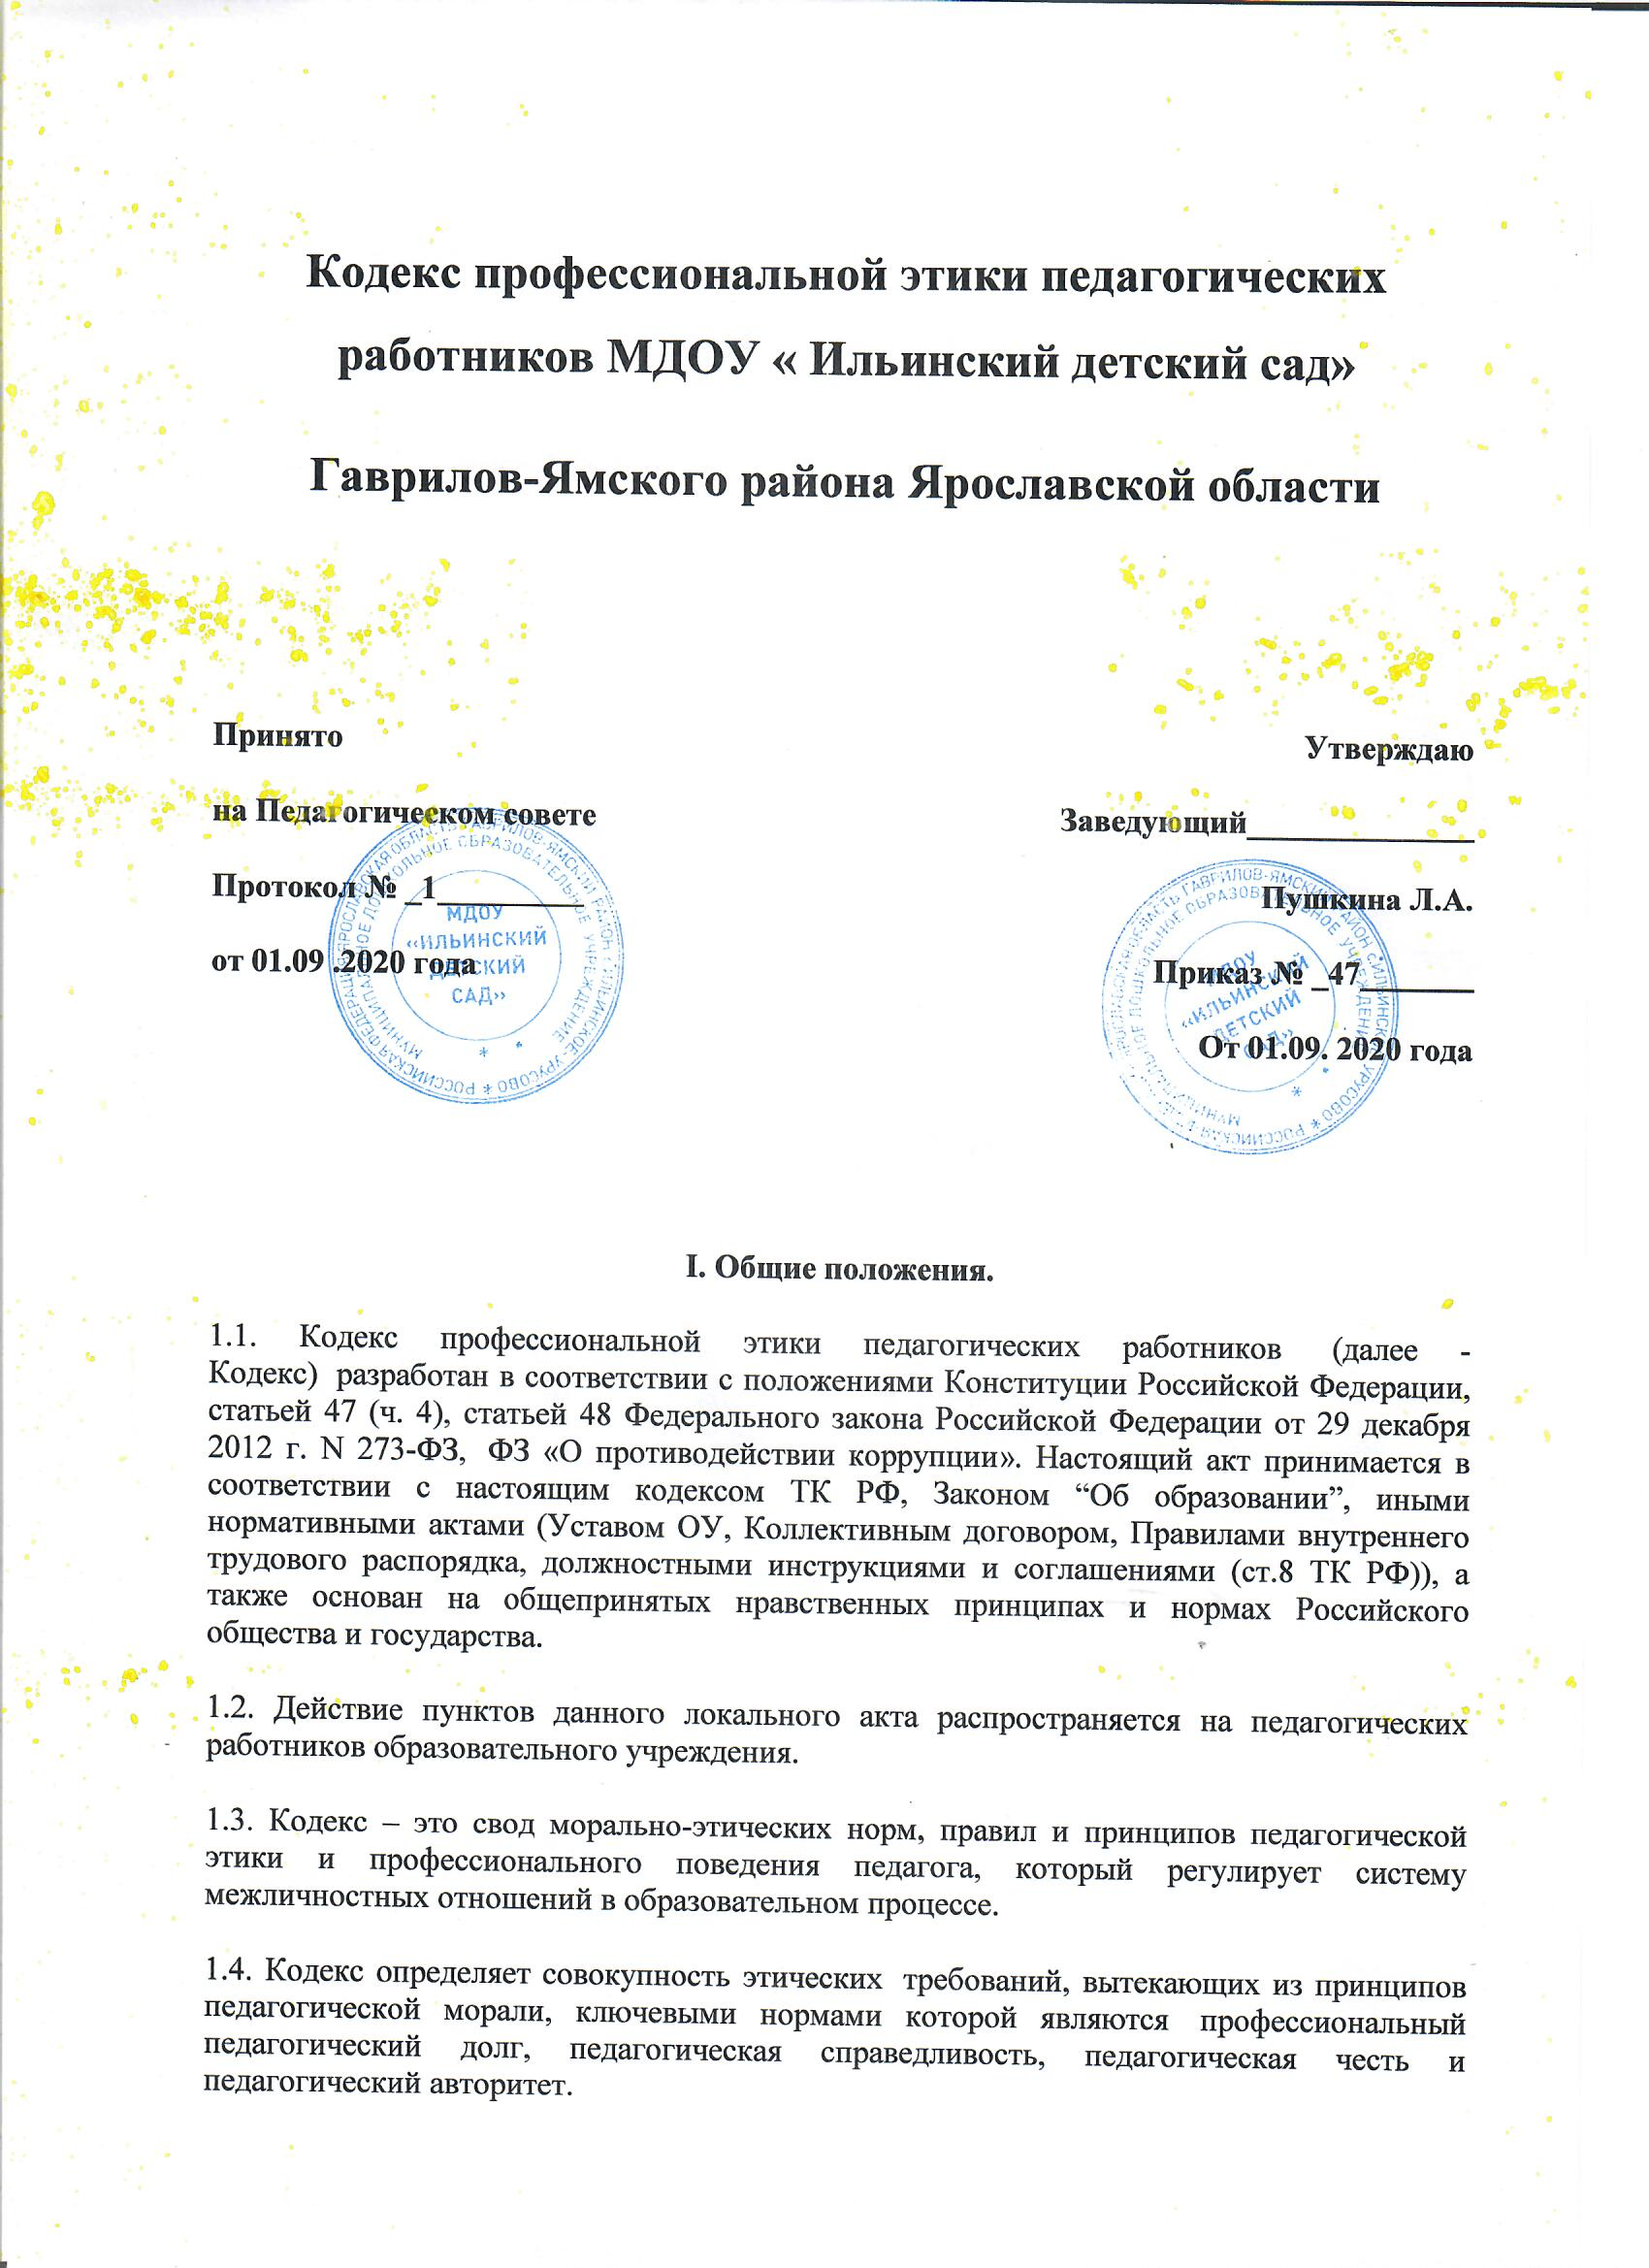 Кодекс профессиональной этики педагогических
работников МДОУ « Ильинский детский сад»
Гаврилов-Ямского района Ярославской области
Принято
на Педагогическом совете
Протокол № _1_________
от 01.09 .2020 года
Утверждаю
Заведующий______________
Пушкина Л.А.
Приказ № _47_______
От 01.09. 2020 года
МДОУ
«ИЛЬИНСКИЙ
ДЕТСКИЙ
САД»
МДОУ
«ИЛЬИНСКИЙ
ДЕТСКИЙ
САД»
I. Общие положения.
1.1. Кодекс профессиональной этики педагогических работников (далее -
Кодекс) разработан в соответствии с положениями Конституции Российской Федерации,
статьей 47 (ч. 4), статьей 48 Федерального закона Российской Федерации от 29 декабря
2012 г. N 273-ФЗ, ФЗ «О противодействии коррупции». Настоящий акт принимается в
соответствии с настоящим кодексом ТК РФ, Законом “Об образовании”, иными
нормативными актами (Уставом ОУ, Коллективным договором, Правилами внутреннего
трудового распорядка, должностными инструкциями и соглашениями (ст.8 ТК РФ)), а
также основан на общепринятых нравственных принципах и нормах Российского
общества и государства.
1.2. Действие пунктов данного локального акта распространяется на педагогических
работников образовательного учреждения.
1.3. Кодекс – это свод морально-этических норм, правил и принципов педагогической
этики и профессионального поведения педагога, который регулирует систему
межличностных отношений в образовательном процессе.
1.4. Кодекс определяет совокупность этических требований, вытекающих из принципов
педагогической морали, ключевыми нормами которой являются профессиональный
педагогический долг, педагогическая справедливость, педагогическая честь и
педагогический авторитет.